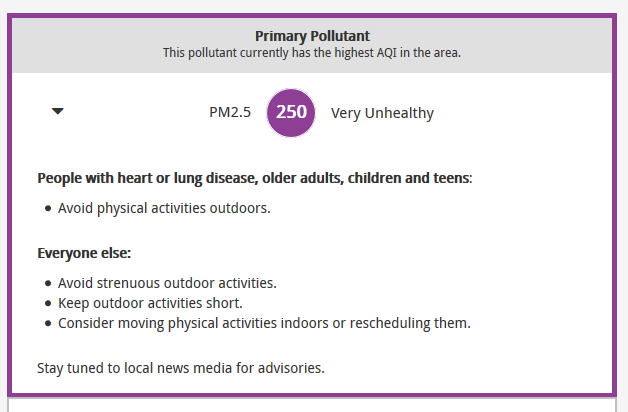 Primary Pollutant
This pollutant currently has the highest AQI in the area.
PM2.5 250 Very Unhealthy
People with heart or lung disease, older adults, children and teens:
• Avoid physical activities outdoors.
Everyone else:
• Avoid strenuous outdoor activities.
• Keep outdoor activities short.
• Consider moving physical activities indoors or rescheduling them.
Stay tuned to local news media for advisories.